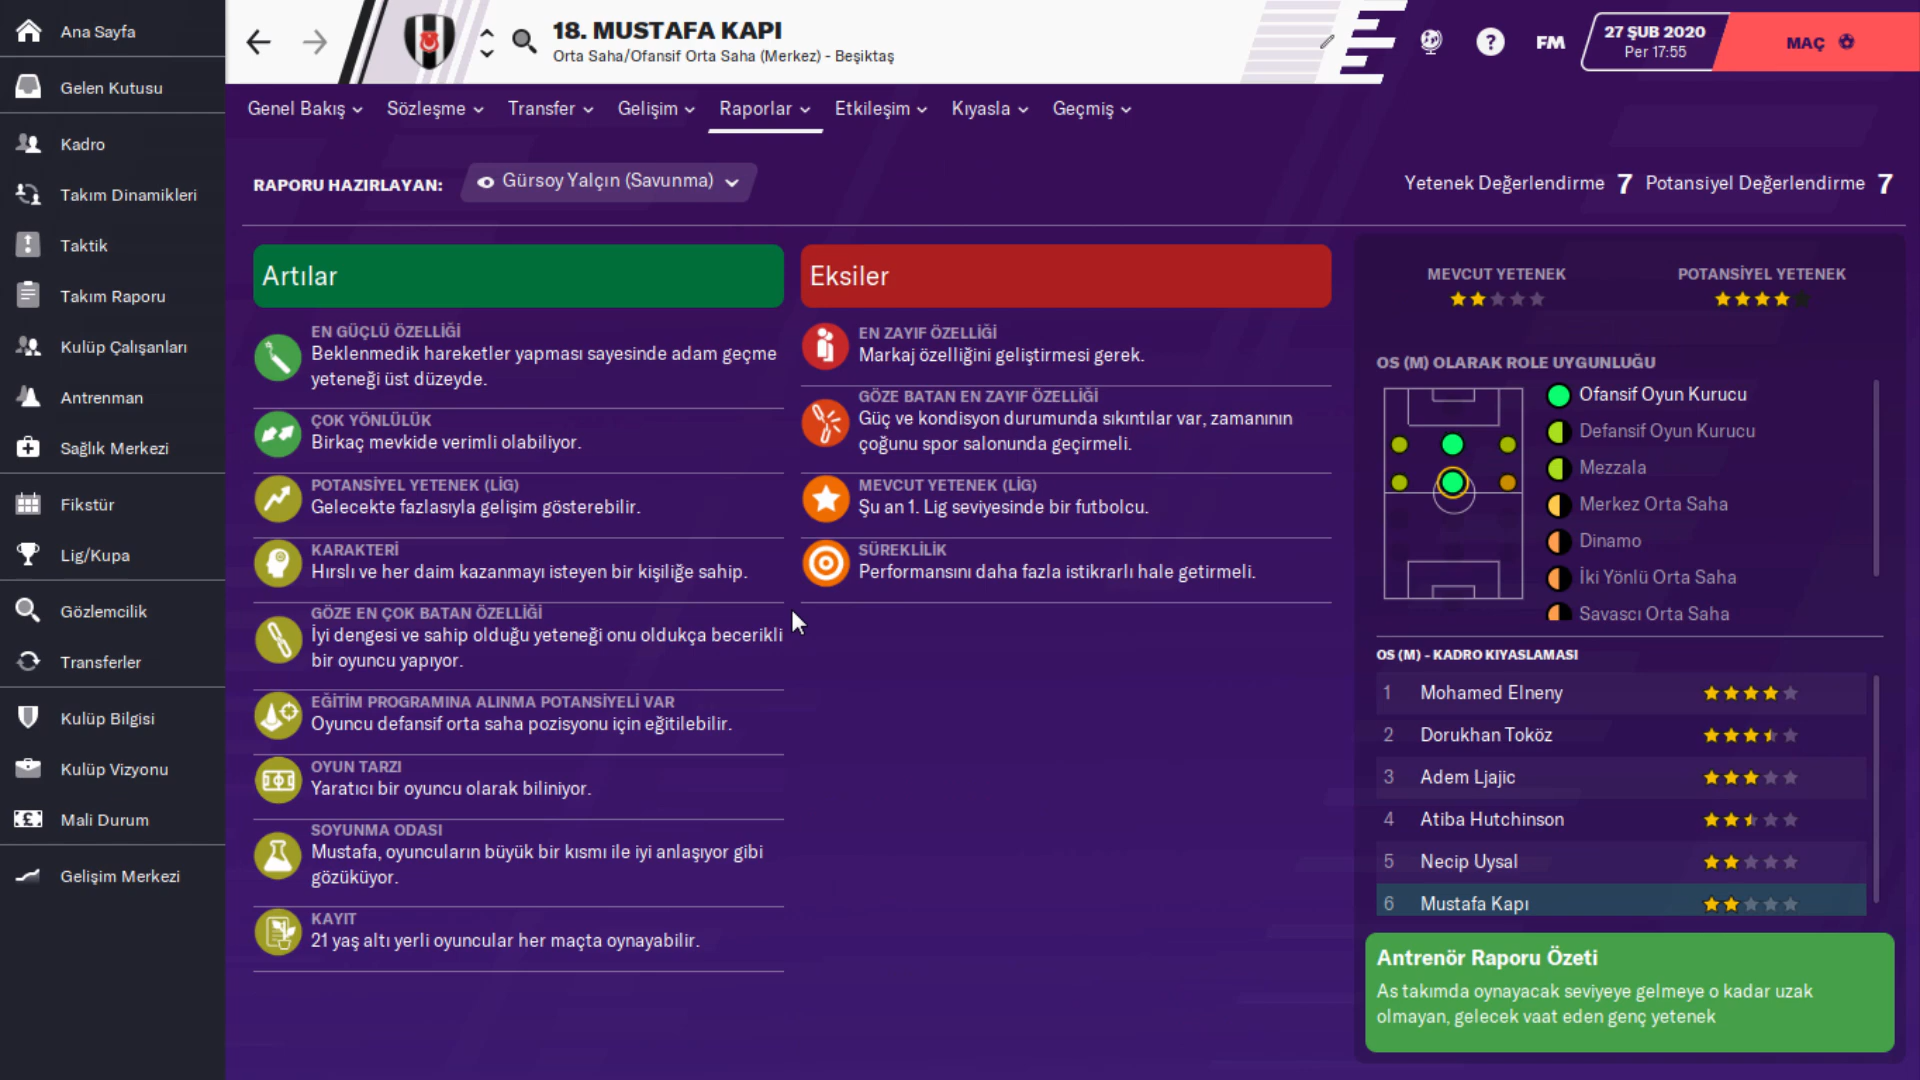 Ana Sayfa
Gelen Kutusu
Kadro
Takım Dinamikleri
Taktik
Takım Raporu
Kulüp Çalışanları
Antrenman
Sağlık Merkezi
Fikstür
Lig/Kupa
Gözlemcilik
Transferler
Kulüp Bilgisi
Kulüp Vizyonu
Mali Durum
Gelişim Merkezi
18. MUSTAFA KAPI
Orta Saha/Ofansif Orta Saha (Merkez) - Beşiktaş
FM
27 ŞUB 2020
Per 17:55
MAÇ
Genel Bakış Sözleşme Transfer Gelişim Raporlar Etkileşim Kıyasla Geçmiş
RAPORU HAZIRLAYAN: Gürsoy Yalçın (Savunma)
Yetenek Değerlendirme 7 Potansiyel Değerlendirme 7
Artılar
EN GÜÇLÜ ÖZELLİĞİ
Beklenmedik hareketler yapması sayesinde adam geçme
yeteneği üst düzeyde.
ÇOK YÖNLÜLÜK
Birkaç mevkide verimli olabiliyor.
POTANSİYEL YETENEK (LİG)
Gelecekte fazlasıyla gelişim gösterebilir.
KARAKTERİ
Hırslı ve her daim kazanmayı isteyen bir kişiliğe sahip.
GÖZE EN ÇOK BATAN ÖZELLİĞİ
İyi dengesi ve sahip olduğu yeteneği onu oldukça becerikli
bir oyuncu yapıyor.
EĞİTİM PROGRAMINA ALINMA POTANSİYELİ VAR
Oyuncu defansif orta saha pozisyonu için eğitilebilir.
OYUN TARZI
Yaratıcı bir oyuncu olarak biliniyor.
SOYUNMA ODASI
Mustafa, oyuncuların büyük bir kısmı ile iyi anlaşıyor gibi
gözüküyor.
KAYIT
21 yaş altı yerli oyuncular her maçta oynayabilir.
Eksiler
EN ZAYIF ÖZELLİĞİ
Markaj özelliğini geliştirmesi gerek.
GÖZE BATAN EN ZAYIF ÖZELLİĞİ
Güç ve kondisyon durumunda sıkıntılar var, zamanının
çoğunu spor salonunda geçirmeli.
MEVCUT YETENEK (LİG)
Şu an 1. Lig seviyesinde bir futbolcu.
SÜREKLİLİK
Performansını daha fazla istikrarlı hale getirmeli.
MEVCUT YETENEK
POTANSİYEL YETENEK
OS (M) OLARAK ROLE UYGUNLUĞU
Ofansif Oyun Kurucu
Defansif Oyun Kurucu
Mezzala
Merkez Orta Saha
Dinamo
İki Yönlü Orta Saha
Savaşcı Orta Saha
OS (M) - KADRO KIYASLAMASI
1 Mohamed Elneny
2 Dorukhan Toköz
3 Adem Ljajic
4 Atiba Hutchinson
5 Necip Uysal
6 Mustafa Kapı
Antrenör Raporu Özeti
As takımda oynayacak seviyeye gelmeye o kadar uzak
olmayan, gelecek vaat eden genç yetenek